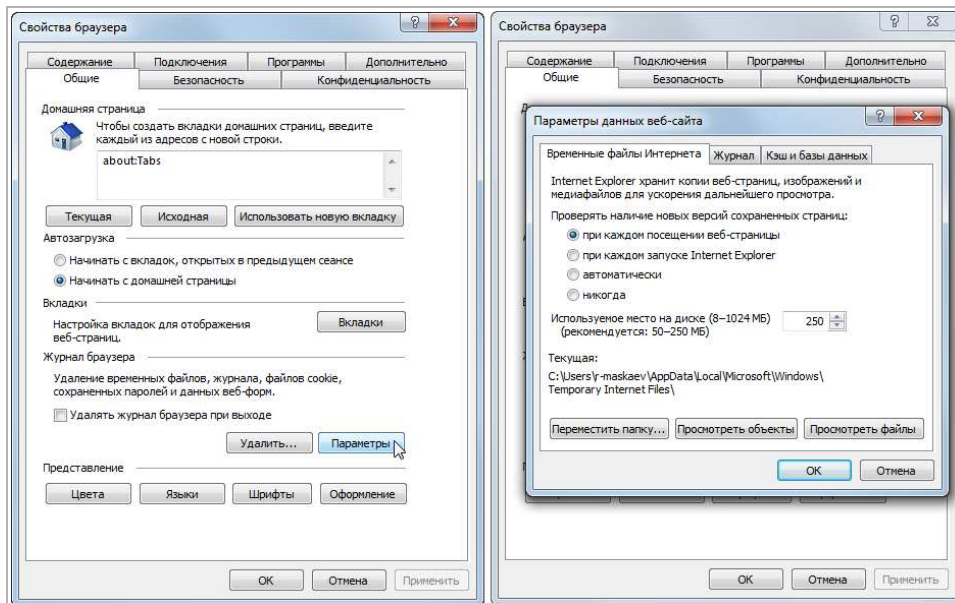 Свойства браузера
Содержание Подключения Программы Дополнительно
Общие Безопасность Конфиденциальность
Домашняя страница
Чтобы создать вкладки домашних страниц, введите
каждый из адресов с новой строки.
about:Tabs
Текущая Исходная Использовать новую вкладку
Автозагрузка
Начинать с вкладок, открытых в предыдущем сеансе
Начинать с домашней страницы
Вкладки
Настройка вкладок для отображения
веб-страниц.
Вкладки
Журнал браузера
Удаление временных файлов, журнала, файлов cookie,
сохраненных паролей и данных веб-форм.
Удалять журнал браузера при выходе
Удалить... Параметры
Представление
Цвета Языки Шрифты Оформление
ОК Отмена Применить
Свойства браузера
Содержание Подключения Программы Дополнительно
Общие Безопасность Конфиденциальность
Параметры данных веб-сайта
Временные файлы Интернета Журнал Кэш и базы данных
Internet Explorer хранит копии веб-страниц, изображений и
медиафайлов для ускорения дальнейшего просмотра.
Проверять наличие новых версий сохраненных страниц:
при каждом посещении веб-страницы
при каждом запуске Internet Explorer
автоматически
никогда
Используемое место на диске (8–1024 МБ) 250
(рекомендуется: 50–250 МБ)
Текущая:
C:\Users\r-maskaev\AppData\Local\Microsoft\Windows\
Temporary Internet Files\
Переместить папку... Просмотреть объекты Просмотреть файлы
ОК Отмена
ОК Отмена Применить